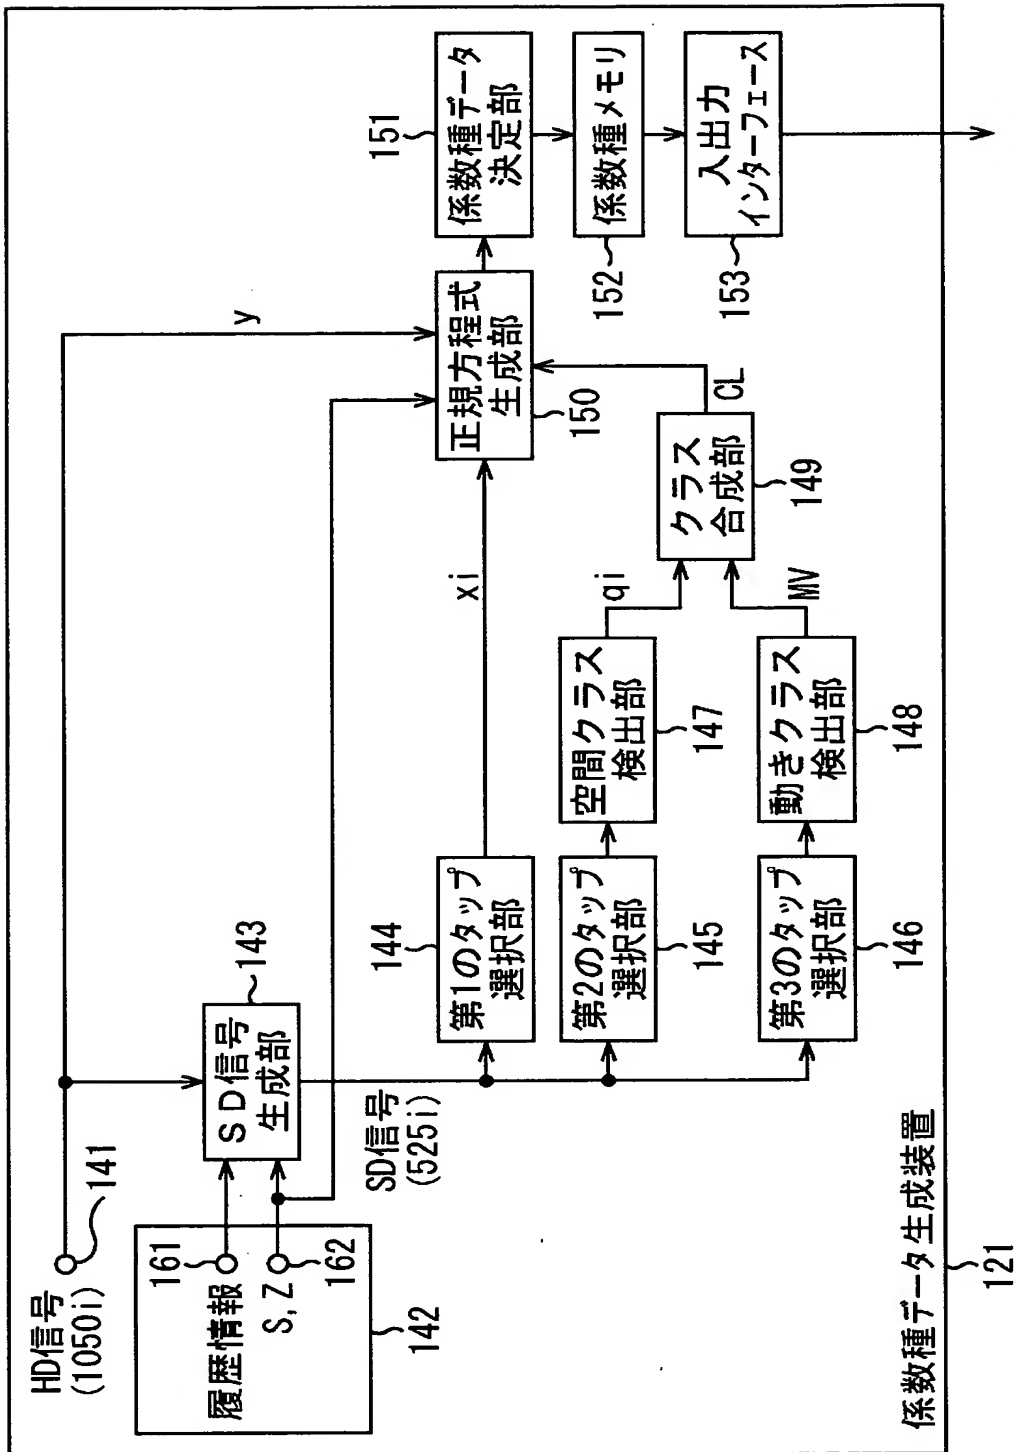 HD信号
(1050i)
141
履歴情報
161
S, Z
162
142
143
SD信号
生成部
SD信号
(525i)
y
144
第1のタップ
選択部
第2のタップ
選択部
145
第3のタップ
選択部
146
xi
空間クラス
検出部
147
動きクラス
検出部
148
qi
MV
クラス
合成部
149
CL
正規方程式
生成部
150
151
係数種データ
決定部
係数種メモリ
152
入出力
インターフェース
153
係数種データ生成装置
121